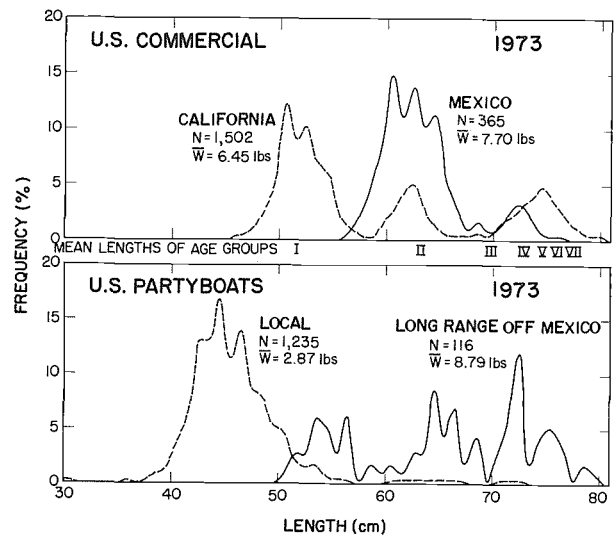 U.S. COMMERCIAL 1973
CALIFORNIA
N=1,502
W̅=6.45 lbs
MEXICO
N=365
W̅=7.70 lbs
20
15
10
5
0
FREQUENCY (%)
MEAN LENGTHS OF AGE GROUPS I II III IV V VI VII
U.S. PARTYBOATS 1973
LOCAL
N=1,235
W̅=2.87 lbs
LONG RANGE OFF MEXICO
N=116
W̅=8.79 lbs
20
15
10
5
0
30 40 50 60 70 80
LENGTH (cm)